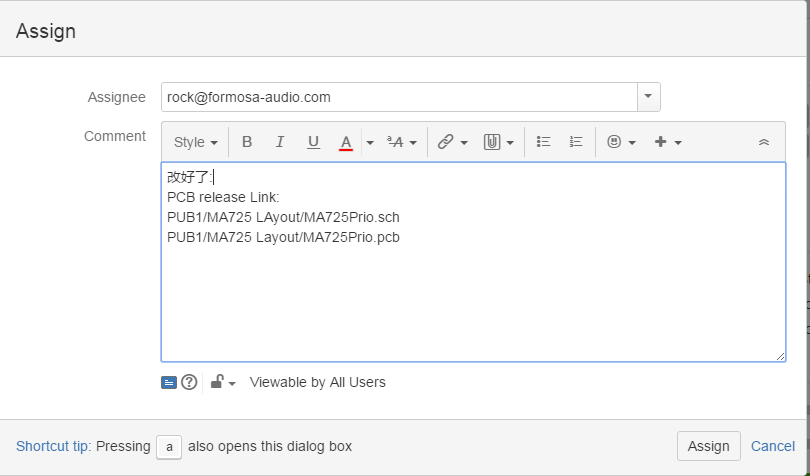 Assign
Assignee
rock@formosa-audio.com
Comment
Style B I U A ªA
改好了:
PCB release Link:
PUB1/MA725 LAyout/MA725Prio.sch
PUB1/MA725 Layout/MA725Prio.pcb
Viewable by All Users
Shortcut tip: Pressing a also opens this dialog box
Assign Cancel